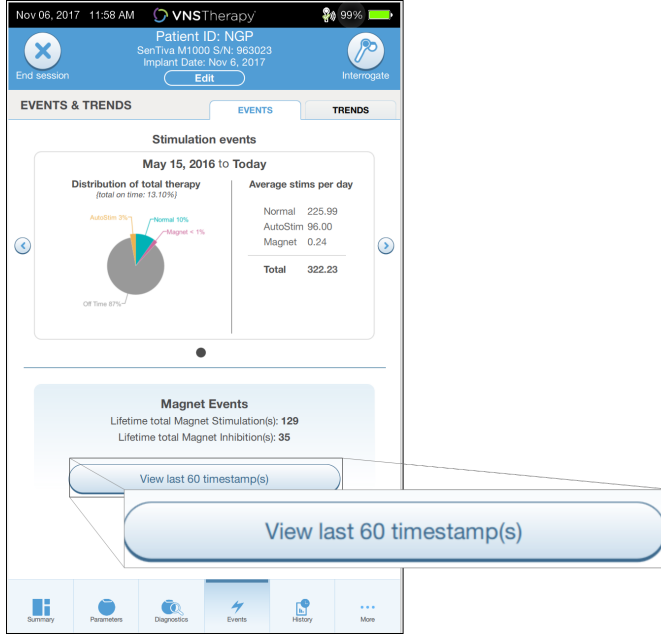 Nov 06, 2017 11:58 AM VNSTherapy 99%
Patient ID: NGP
SenTiva M1000 S/N: 963023
Implant Date: Nov 6, 2017
End session
Edit
Interrogate
EVENTS & TRENDS
EVENTS
TRENDS
Stimulation events
May 15, 2016 to Today
Distribution of total therapy
(total on time: 13.10%)
AutoStim 3%
Normal 10%
Magnet < 1%
Off Time 87%
Average stims per day
Normal 225.99
AutoStim 96.00
Magnet 0.24
Total 322.23
Magnet Events
Lifetime total Magnet Stimulation(s): 129
Lifetime total Magnet Inhibition(s): 35
View last 60 timestamp(s)
View last 60 timestamp(s)
Summary
Parameters
Diagnostics
Events
History
More